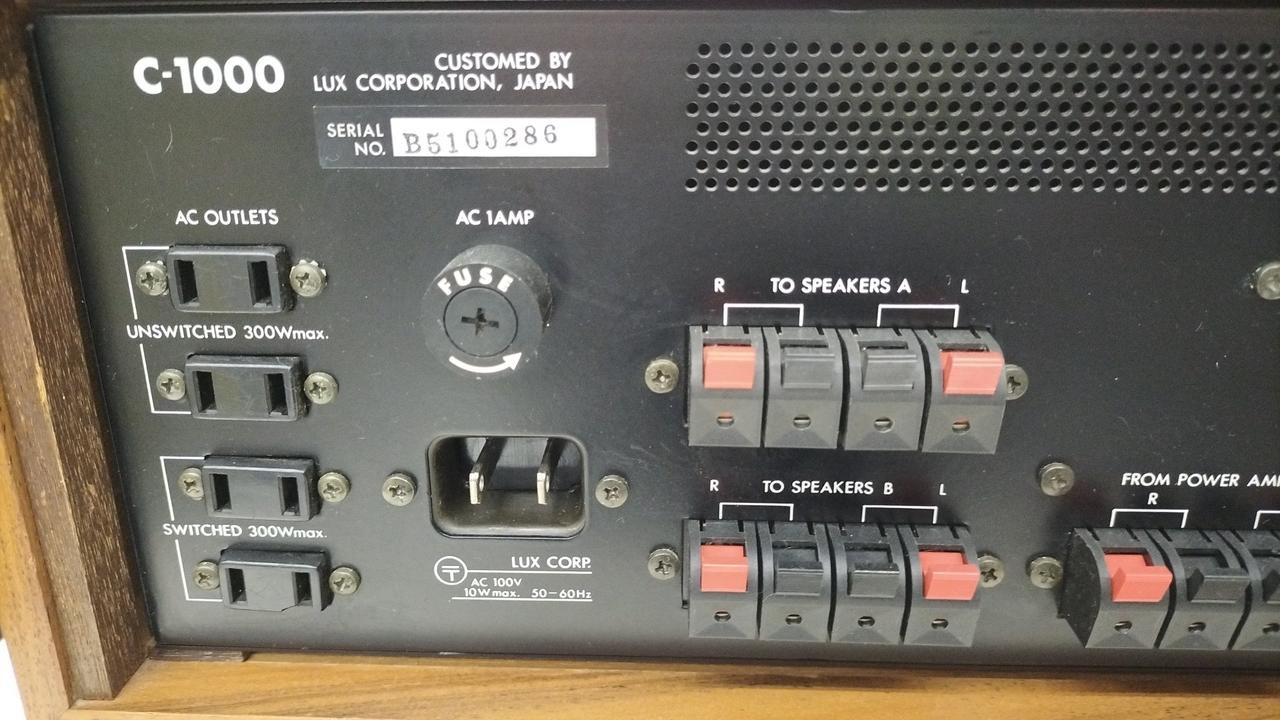 C-1000
CUSTOMED BY
LUX CORPORATION, JAPAN
SERIAL NO. B5100286
AC OUTLETS
UNSWITCHED 300Wmax.
SWITCHED 300Wmax.
AC 1AMP
FUSE
LUX CORP.
AC 100V
10Wmax. 50-60Hz
R TO SPEAKERS A L
R TO SPEAKERS B L
FROM POWER
R